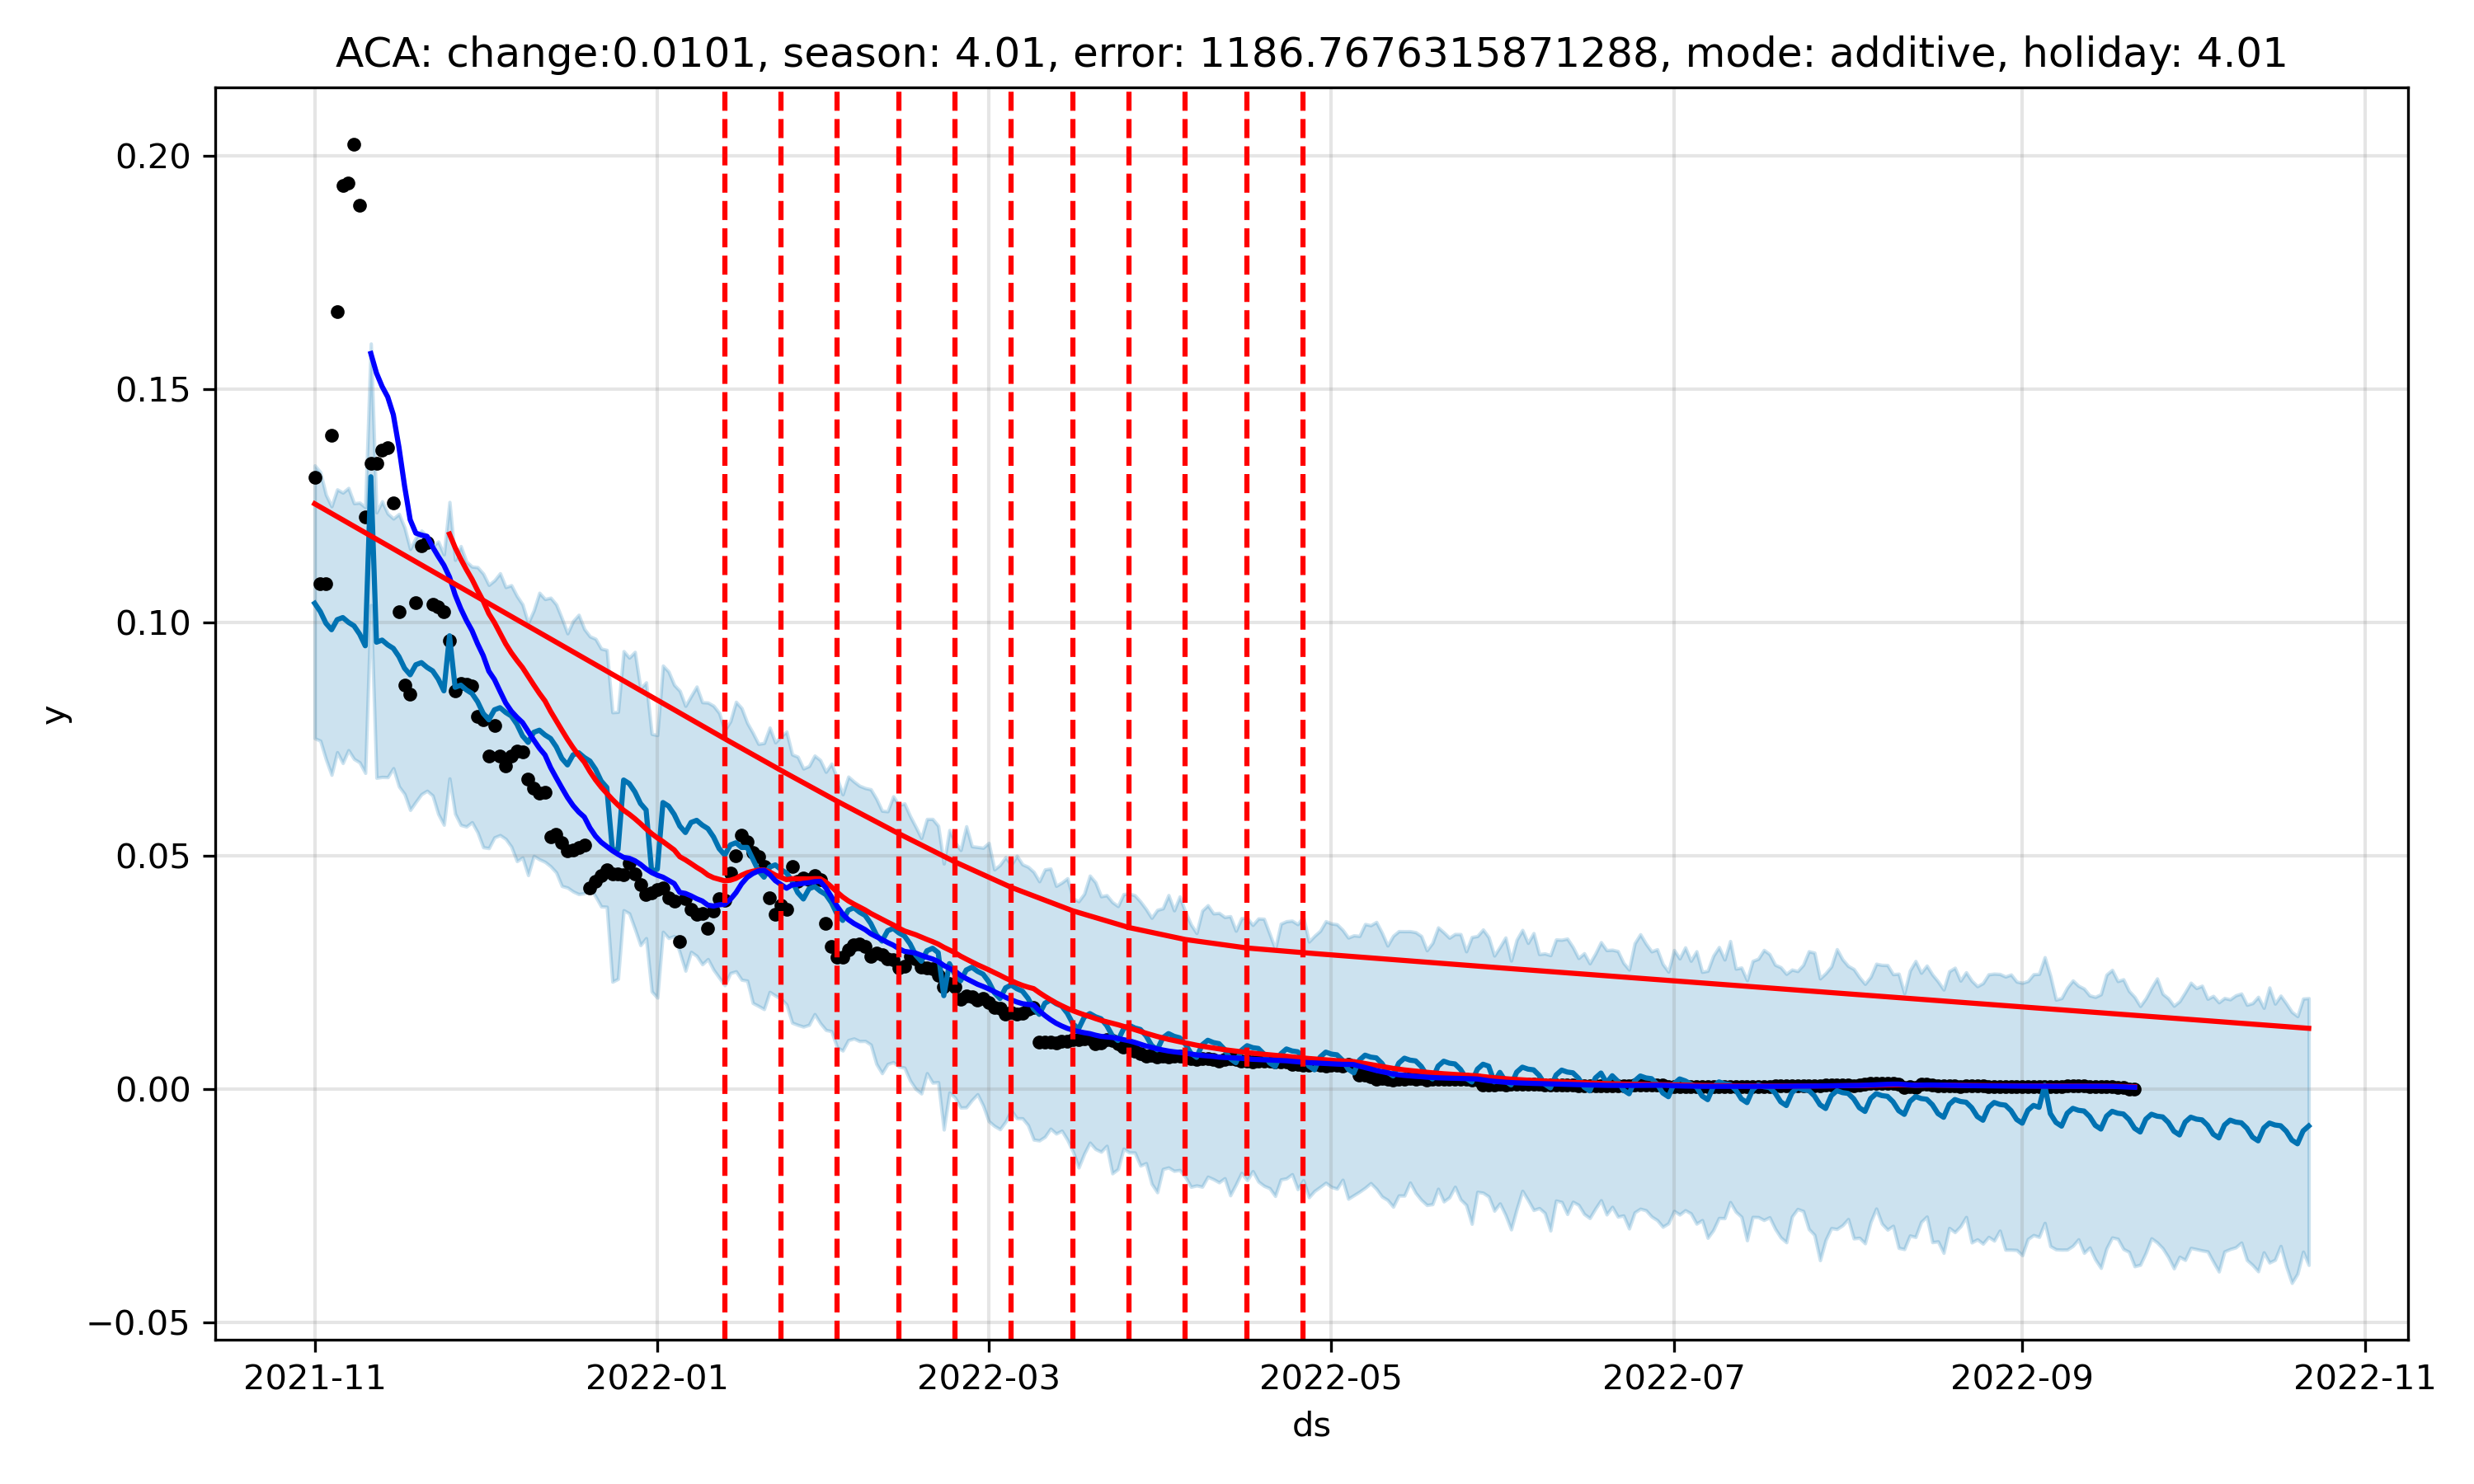 ACA: change:0.0101, season: 4.01, error: 1186.7676315871288, mode: additive, holiday: 4.01
0.20
0.15
0.10
0.05
0.00
−0.05
y
2021-11 2022-01 2022-03 2022-05 2022-07 2022-09 2022-11
ds